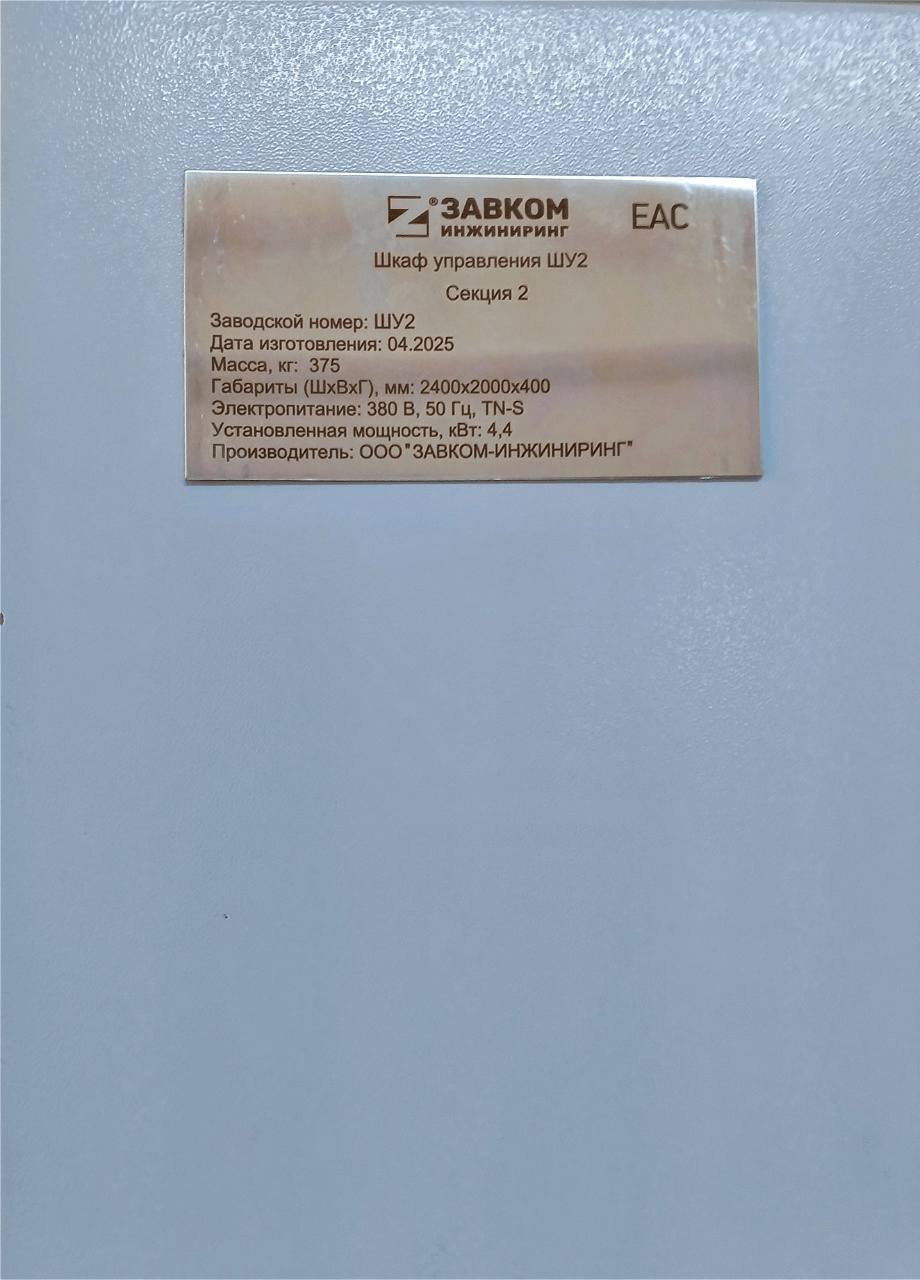 ®ЗАВКОМ
ИНЖИНИРИНГ
EAC
Шкаф управления ШУ2
Секция 2
Заводской номер: ШУ2
Дата изготовления: 04.2025
Масса, кг: 375
Габариты (ШхВхГ), мм: 2400х2000х400
Электропитание: 380 В, 50 Гц, TN-S
Установленная мощность, кВт: 4,4
Производитель: ООО "ЗАВКОМ-ИНЖИНИРИНГ"